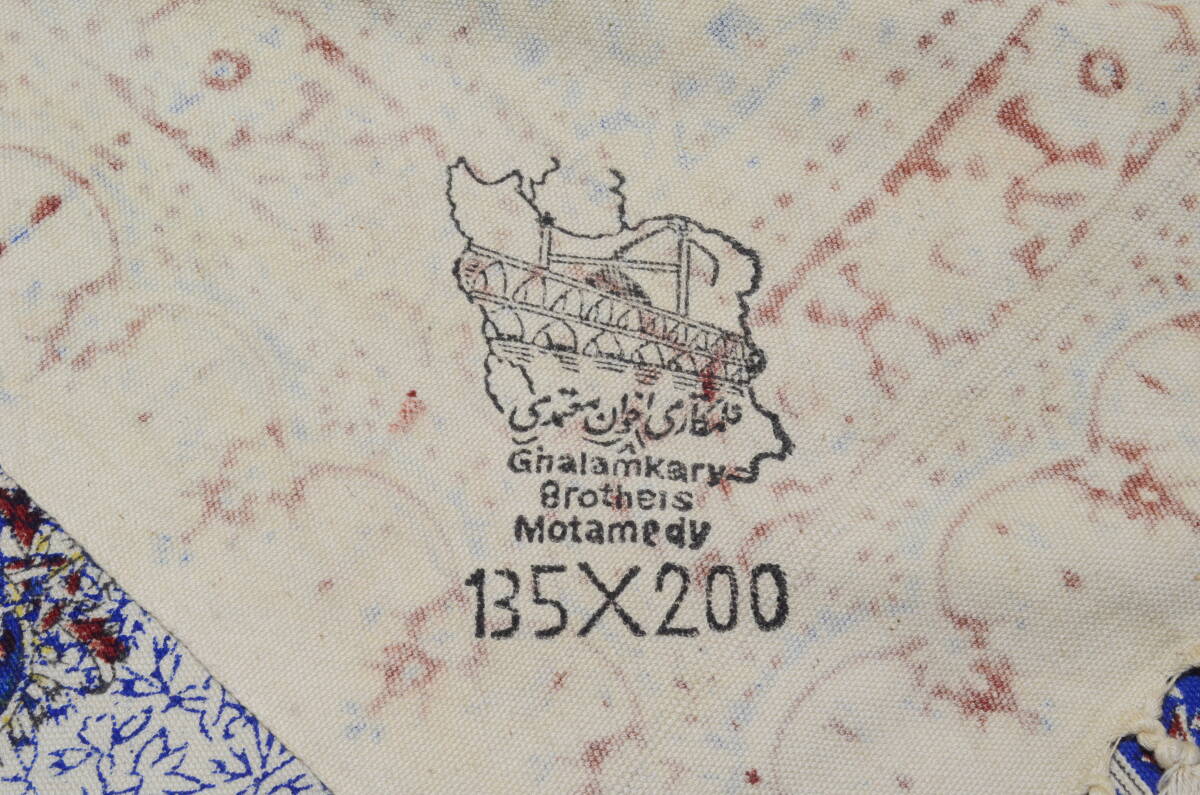 قلمکاری اخوان معتمدی
Ghalamkary
Brothers
Motamedy
135X200